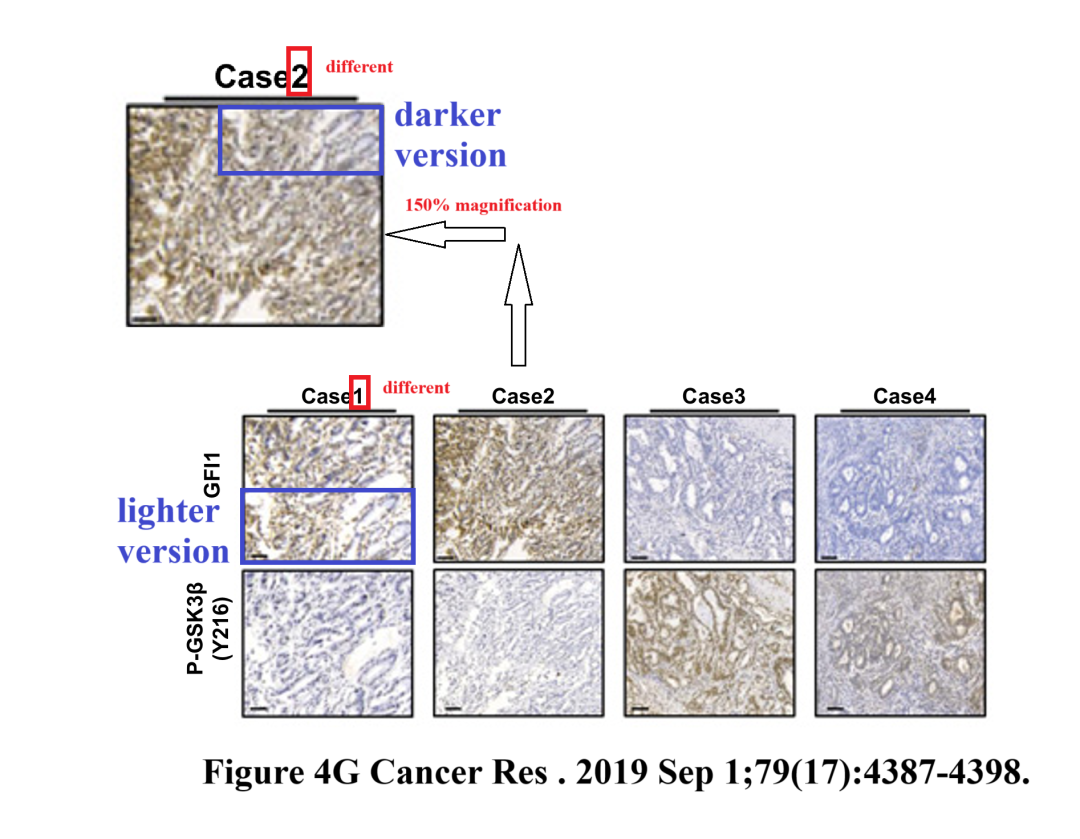 Case2 different
darker
version
150% magnification
Case1 different Case2 Case3 Case4
GFI1
lighter
version
P-GSK3β
(Y216)
Figure 4G Cancer Res . 2019 Sep 1;79(17):4387-4398.